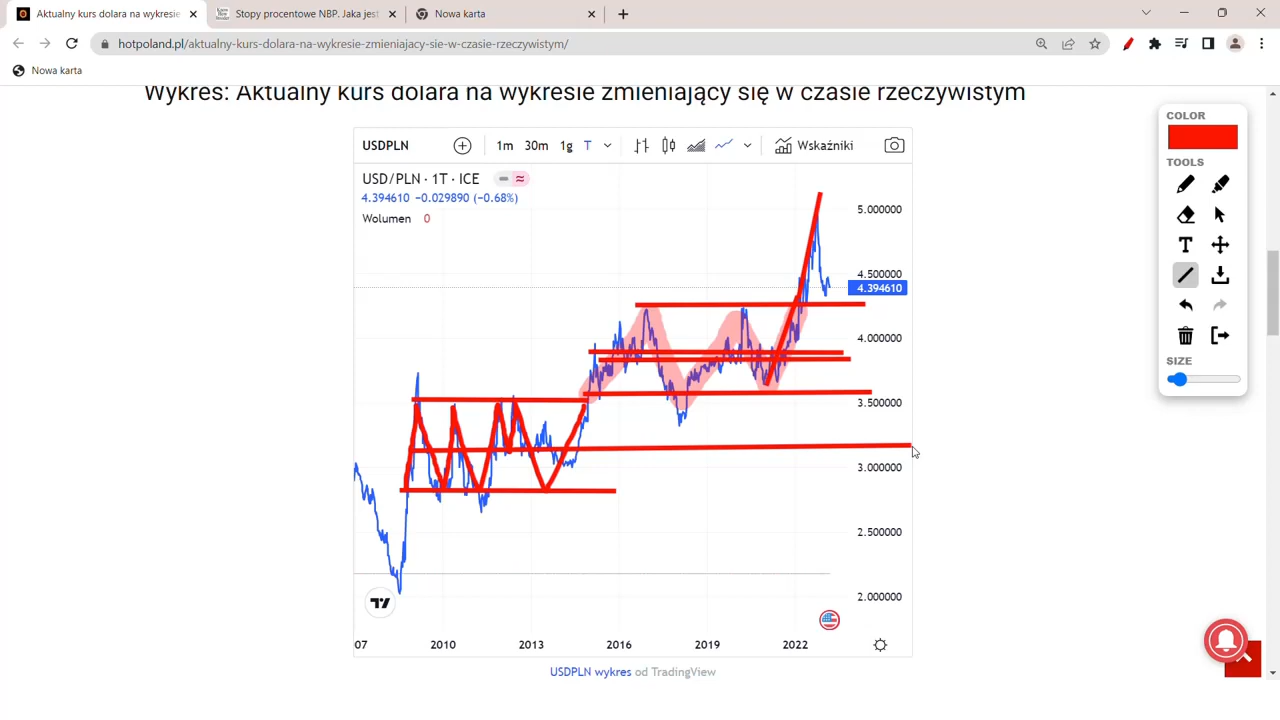 Aktualny kurs dolara na wykresie
Stopy procentowe NBP. Jaka jest
Nowa karta
hotpoland.pl/aktualny-kurs-dolara-na-wykresie-zmieniajacy-sie-w-czasie-rzeczywistym/
Nowa karta
Wykres: Aktualny kurs dolara na wykresie zmieniający się w czasie rzeczywistym
USDPLN 1m 30m 1g T Wskaźniki
USD/PLN · 1T · ICE
4.394610 −0.029890 (−0.68%)
Wolumen 0
5.000000
4.500000
4.394610
4.000000
3.500000
3.000000
2.500000
2.000000
07 2010 2013 2016 2019 2022
USDPLN wykres od TradingView
COLOR
TOOLS
T
SIZE